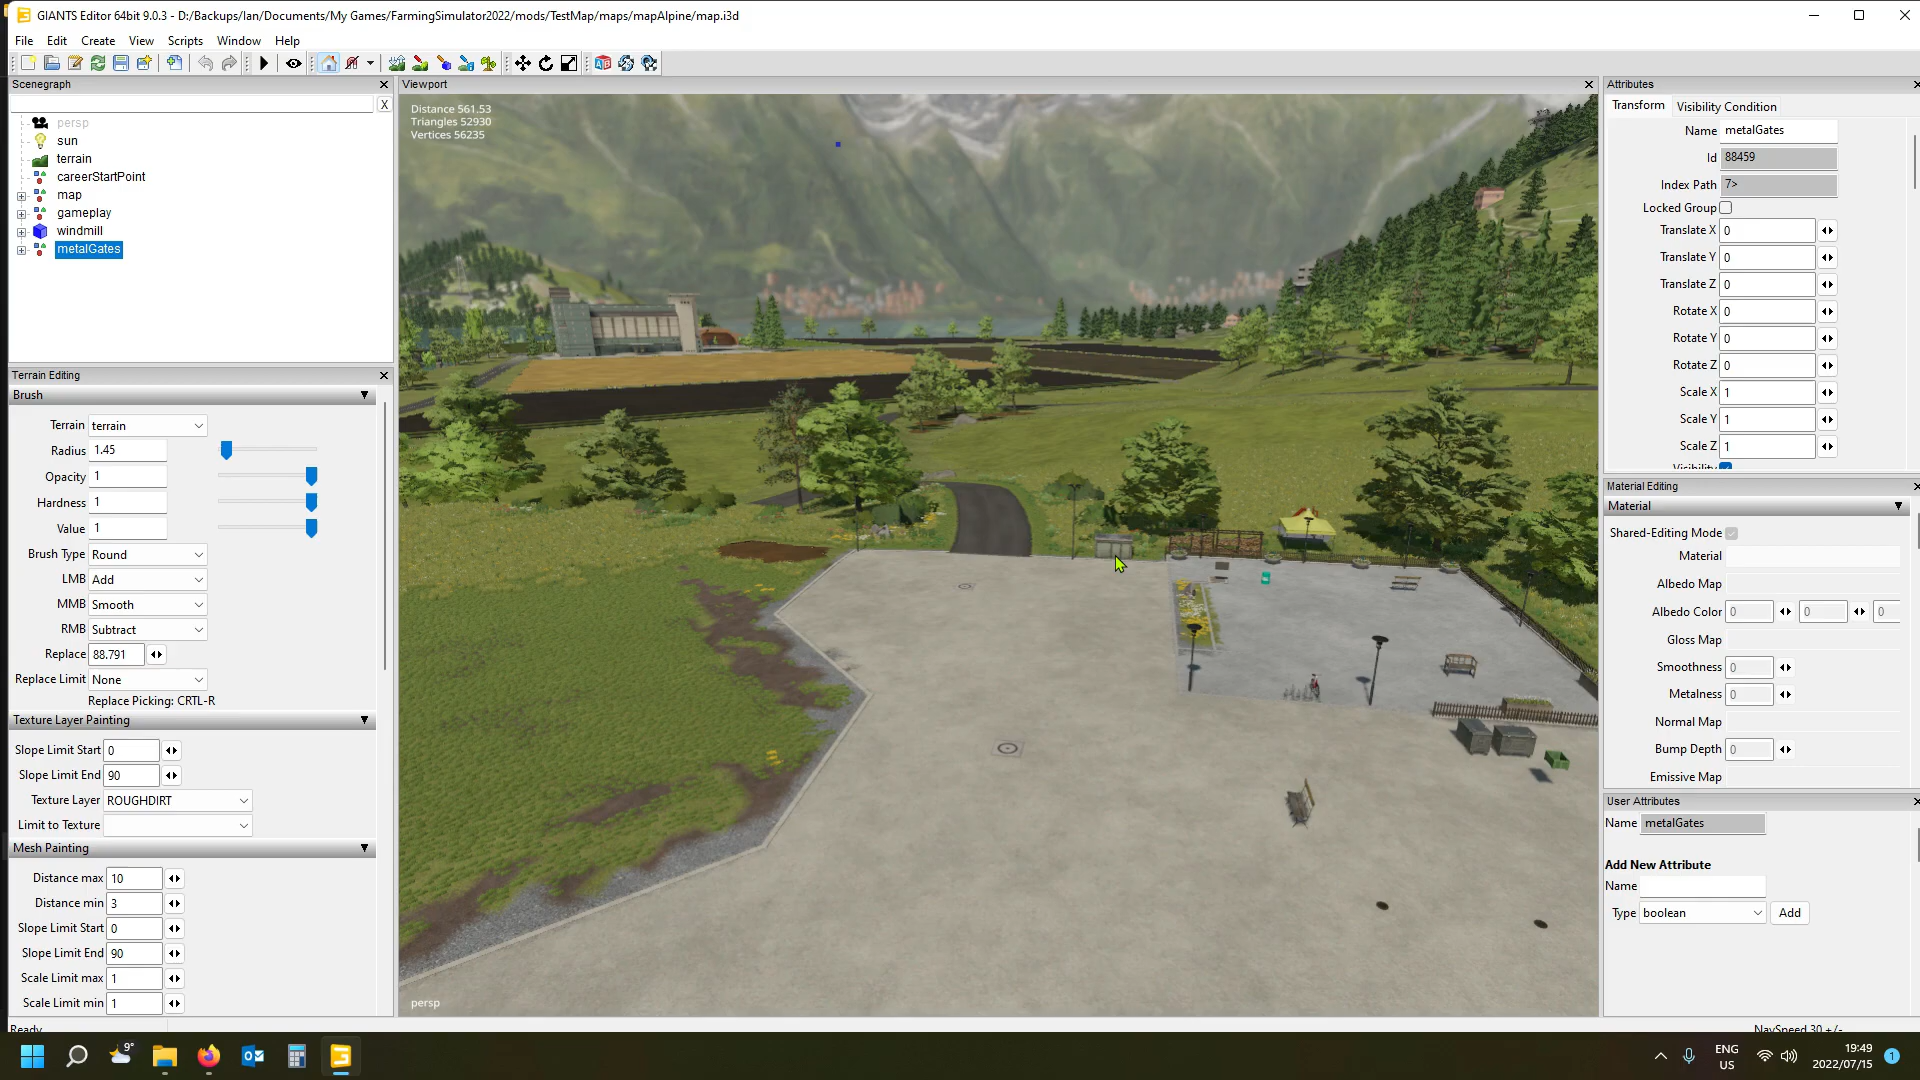 GIANTS Editor 64bit 9.0.3 - D:/Backups/Ian/Documents/My Games/FarmingSimulator2022/mods/TestMap/maps/mapAlpine/map.i3d
File Edit Create View Scripts Window Help
Scenegraph
X
persp
sun
terrain
careerStartPoint
map
gameplay
windmill
metalGates
Terrain Editing
Brush
Terrain terrain
Radius 1.45
Opacity 1
Hardness 1
Value 1
Brush Type Round
LMB Add
MMB Smooth
RMB Subtract
Replace 88.791
Replace Limit None
Replace Picking: CRTL-R
Texture Layer Painting
Slope Limit Start 0
Slope Limit End 90
Texture Layer ROUGHDIRT
Limit to Texture
Mesh Painting
Distance max 10
Distance min 3
Slope Limit Start 0
Slope Limit End 90
Scale Limit max 1
Scale Limit min 1
Ready
Viewport
Distance 561.53
Triangles 52930
Vertices 56235
persp
Attributes
Transform Visibility Condition
Name metalGates
Id 88459
Index Path 7>
Locked Group
Translate X 0
Translate Y 0
Translate Z 0
Rotate X 0
Rotate Y 0
Rotate Z 0
Scale X 1
Scale Y 1
Scale Z 1
Visibility
Material Editing
Material
Shared-Editing Mode
Material
Albedo Map
Albedo Color 0 0 0
Gloss Map
Smoothness 0
Metalness 0
Normal Map
Bump Depth 0
Emissive Map
User Attributes
Name metalGates
Add New Attribute
Name
Type boolean Add
NavSpeed 30 +/-
9°
ENG
US
19:49
2022/07/15
1